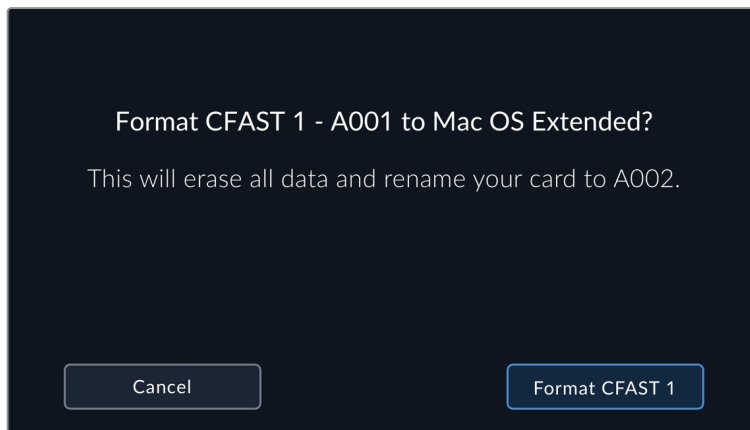 Format CFAST 1 - A001 to Mac OS Extended?
This will erase all data and rename your card to A002.
Cancel
Format CFAST 1